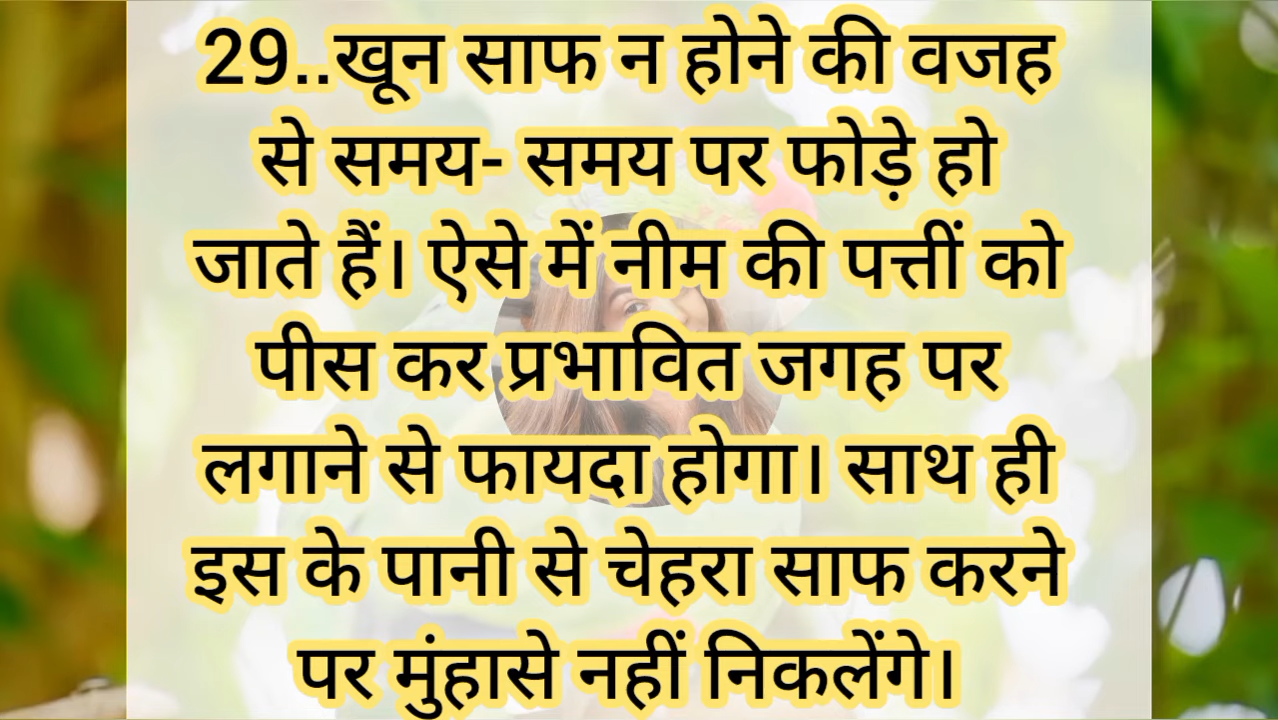 29..खून साफ न होने की वजह
से समय- समय पर फोड़े हो
जाते हैं। ऐसे में नीम की पत्तीं को
पीस कर प्रभावित जगह पर
लगाने से फायदा होगा। साथ ही
इस के पानी से चेहरा साफ करने
पर मुंहासे नहीं निकलेंगे।